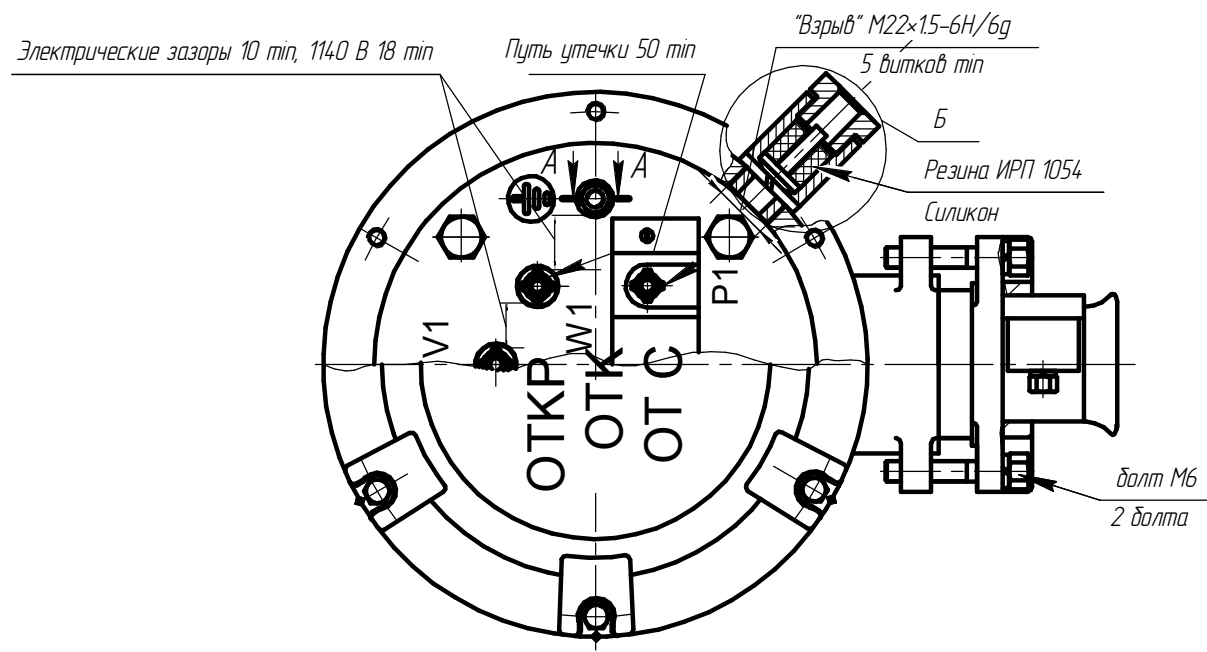 "Взрыв" М22×1.5-6Н/6g
5 витков min
Электрические зазоры 10 min, 1140 В 18 min
Путь утечки 50 min
Б
Резина ИРП 1054
Силикон
А А
P1
W1
V1
ОТКР
ОТК
ОТ С
болт М6
2 болта